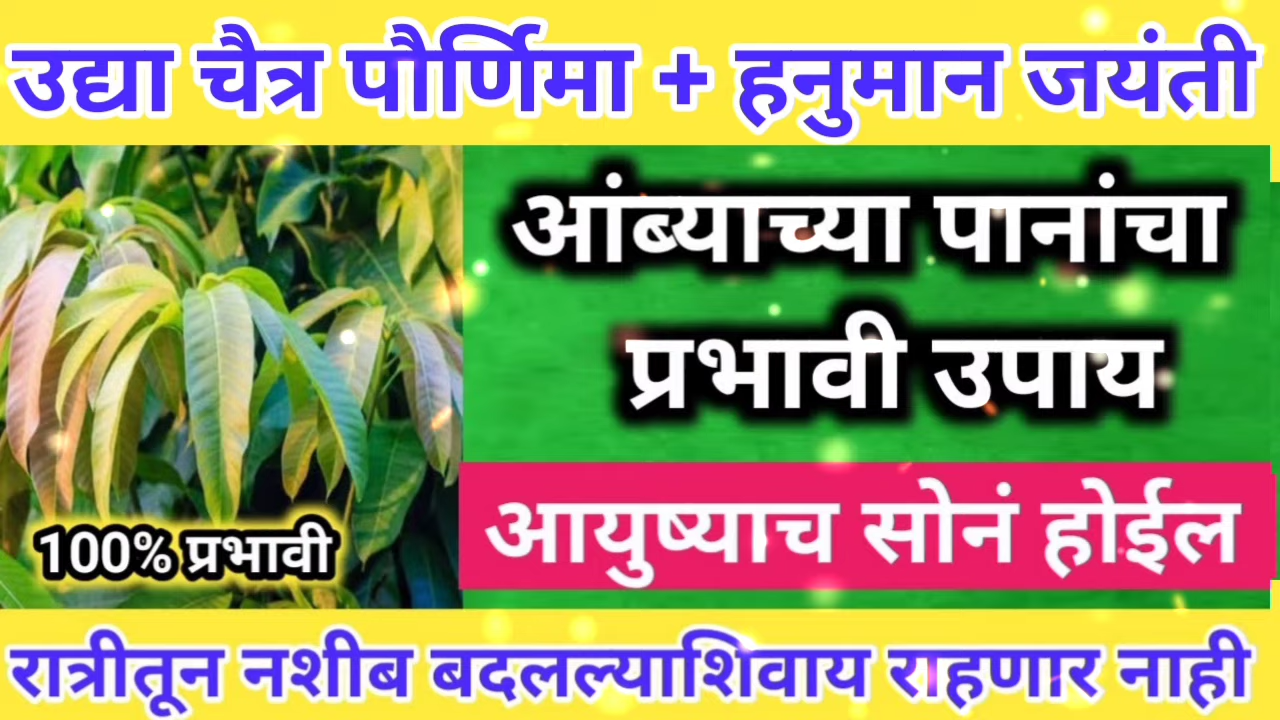 उद्या चैत्र पौर्णिमा + हनुमान जयंती
आंब्याच्या पानांचा
प्रभावी उपाय
100% प्रभावी
आयुष्याच सोनं होईल
रात्रीतून नशीब बदलल्याशिवाय राहणार नाही